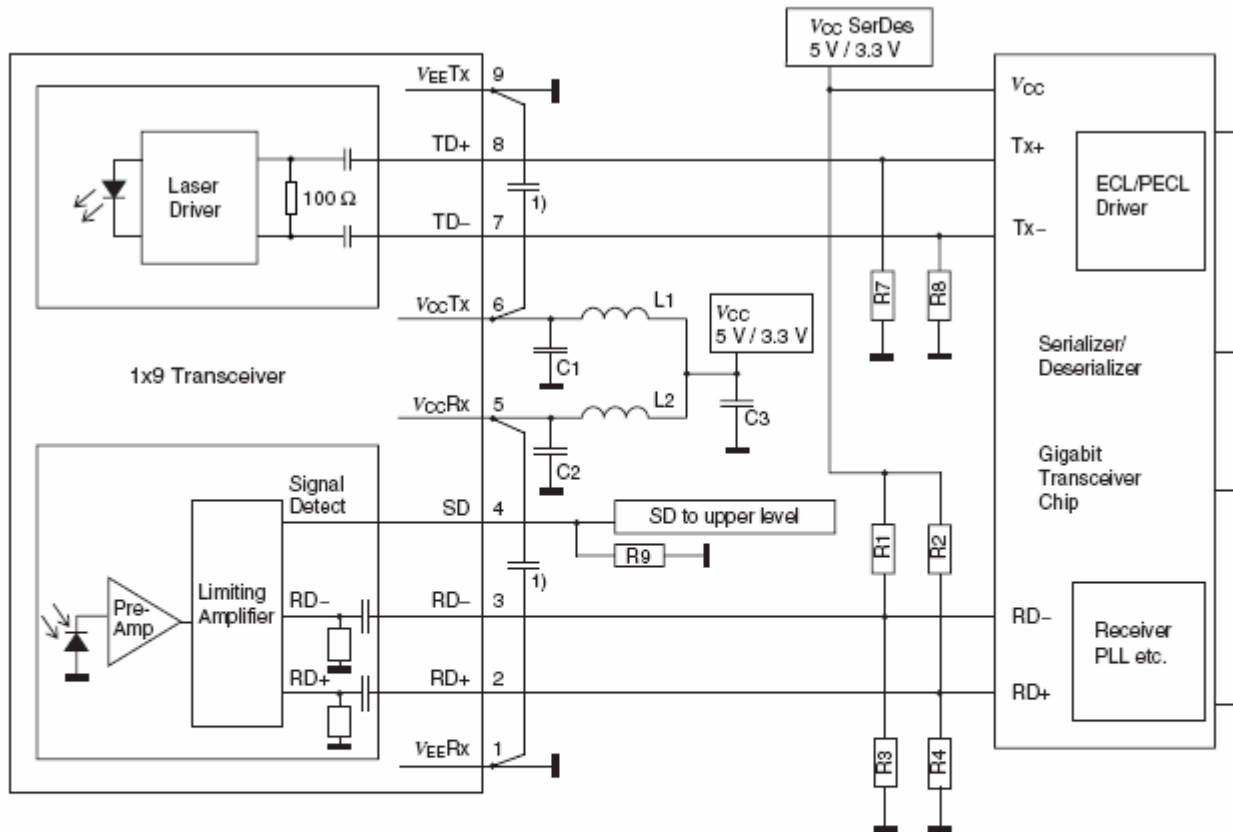 VCC SerDes
5 V / 3.3 V
VEETx
9
VCC
TD+
8
Tx+
Laser
Driver
100 Ω
1)
ECL/PECL
Driver
TD−
7
Tx−
R7
R8
VCCTx
6
L1
VCC
5 V / 3.3 V
C1
Serializer/
Deserializer
1x9 Transceiver
VCCRx
5
L2
C3
C2
Gigabit
Transceiver
Chip
Signal
Detect
SD
4
SD to upper level
R9
R1
R2
1)
Pre-
Amp
Limiting
Amplifier
RD−
RD−
3
RD−
Receiver
PLL etc.
RD+
RD+
2
RD+
VEERx
1
R3
R4